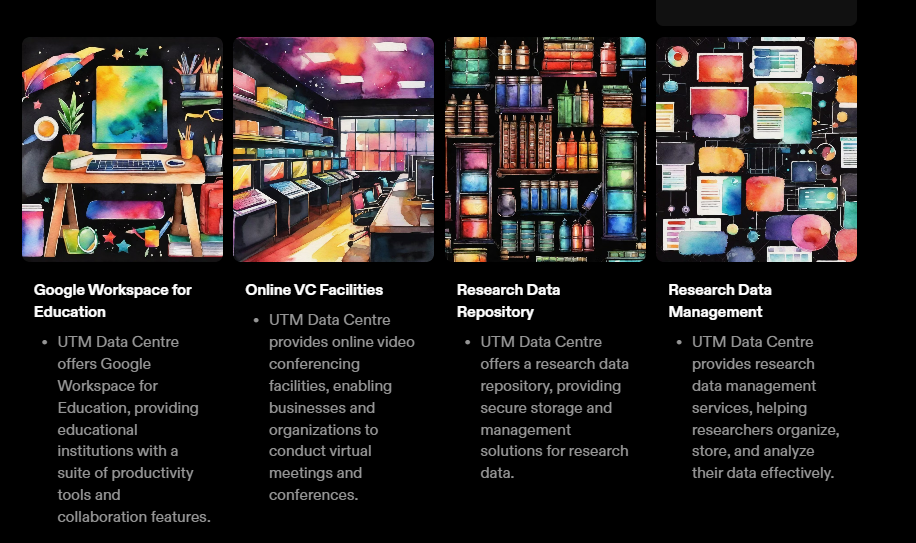 Google Workspace for
Education
• UTM Data Centre
offers Google
Workspace for
Education, providing
educational
institutions with a
suite of productivity
tools and
collaboration features.
Online VC Facilities
• UTM Data Centre
provides online video
conferencing
facilities, enabling
businesses and
organizations to
conduct virtual
meetings and
conferences.
Research Data
Repository
• UTM Data Centre
offers a research data
repository, providing
secure storage and
management
solutions for research
data.
Research Data
Management
• UTM Data Centre
provides research
data management
services, helping
researchers organize,
store, and analyze
their data effectively.